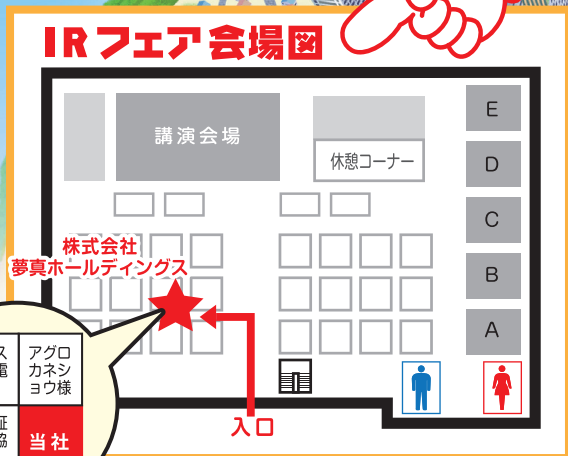 IRフェア会場図
講演会場
休憩コーナー
E
D
C
B
A
株式会社
夢真ホールディングス
入口
ス
電
アグロ
カネシ
ョウ様
証
協
当社